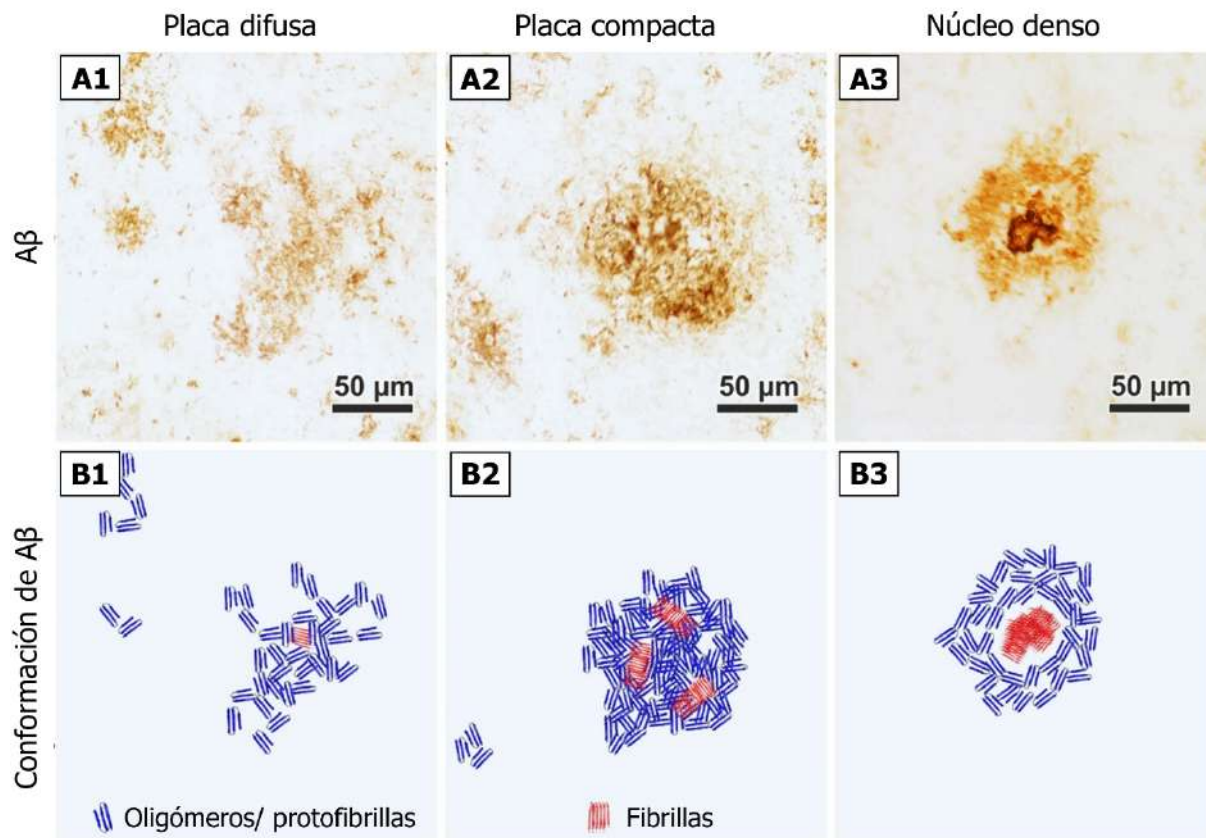 Placa difusa
Placa compacta
Núcleo denso
Aβ
A1
A2
A3
50 µm
50 µm
50 µm
Conformación de Aβ
B1
B2
B3
Oligómeros/ protofibrillas
Fibrillas